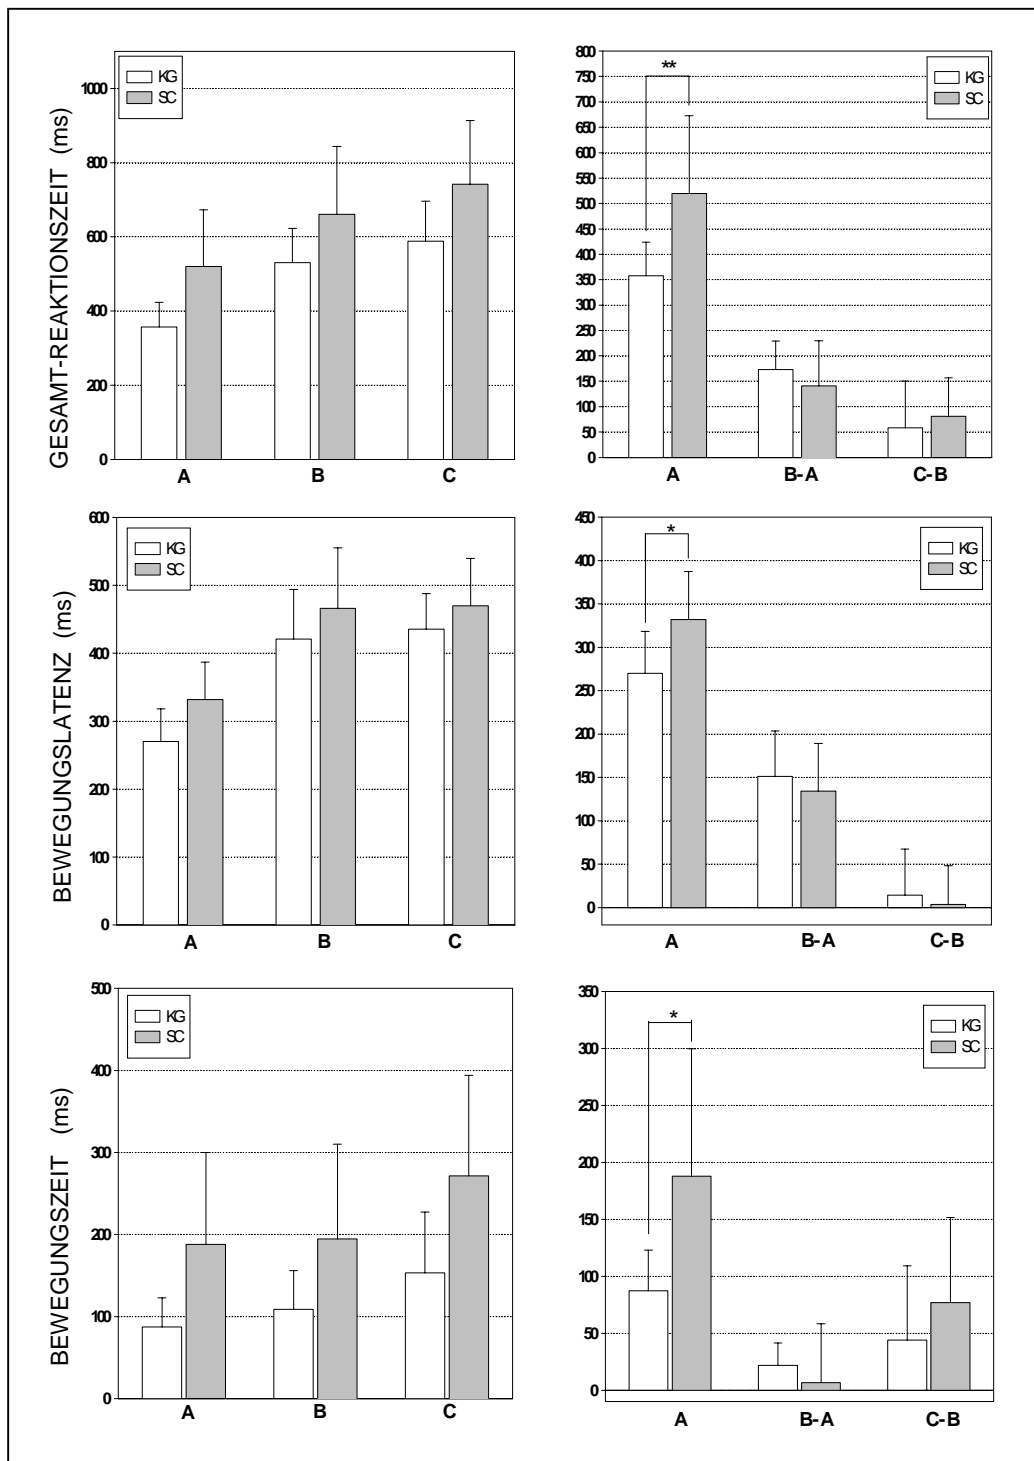 GESAMT-REAKTIONSZEIT (ms)
1000
800
600
400
200
0
KG
SC
A B C
800
750
700
650
600
550
500
450
400
350
300
250
200
150
100
50
0
**
KG
SC
A B-A C-B
BEWEGUNGSLATENZ (ms)
600
500
400
300
200
100
0
KG
SC
A B C
450
400
350
300
250
200
150
100
50
0
*
KG
SC
A B-A C-B
BEWEGUNGSZEIT (ms)
500
400
300
200
100
0
KG
SC
A B C
350
300
250
200
150
100
50
0
*
KG
SC
A B-A C-B